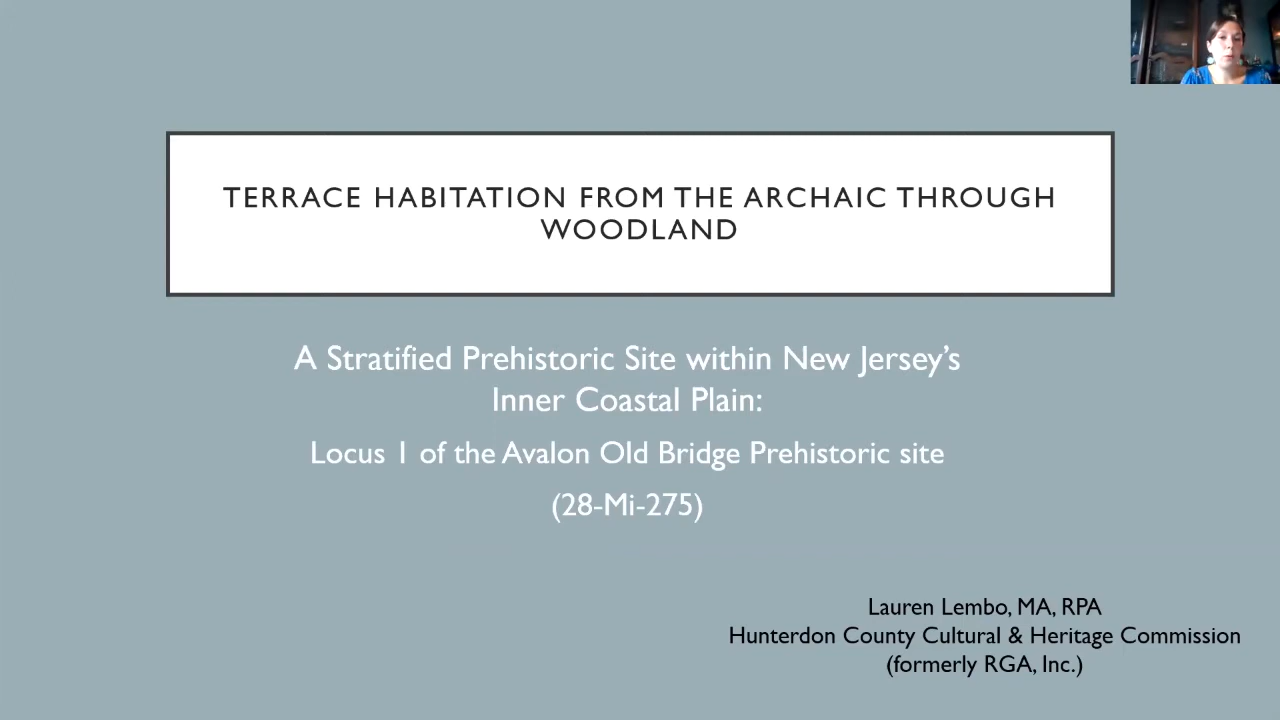 TERRACE HABITATION FROM THE ARCHAIC THROUGH
WOODLAND
A Stratified Prehistoric Site within New Jersey’s
Inner Coastal Plain:
Locus 1 of the Avalon Old Bridge Prehistoric site
(28-Mi-275)
Lauren Lembo, MA, RPA
Hunterdon County Cultural & Heritage Commission
(formerly RGA, Inc.)